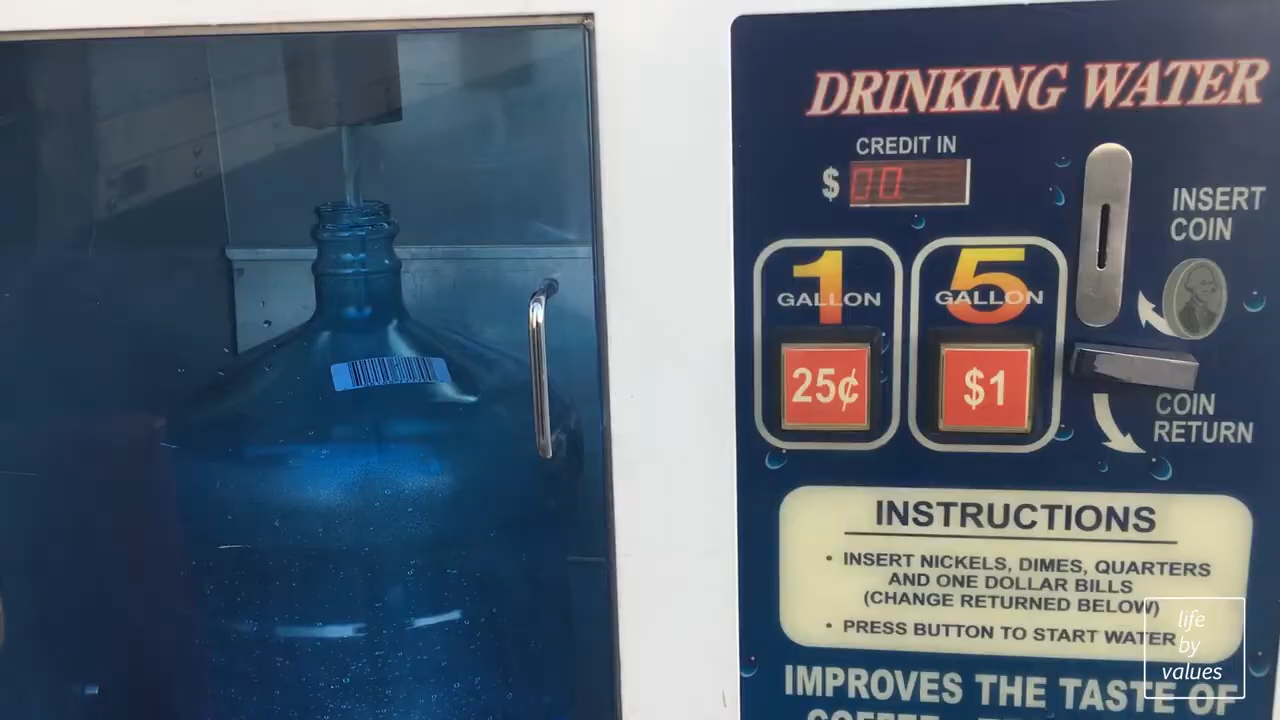 DRINKING WATER
CREDIT IN
$ 00
INSERT
COIN
1
GALLON
25¢
5
GALLON
$1
COIN
RETURN
INSTRUCTIONS
• INSERT NICKELS, DIMES, QUARTERS
AND ONE DOLLAR BILLS
(CHANGE RETURNED BELOW)
• PRESS BUTTON TO START WATER
IMPROVES THE TASTE OF
life
by
values